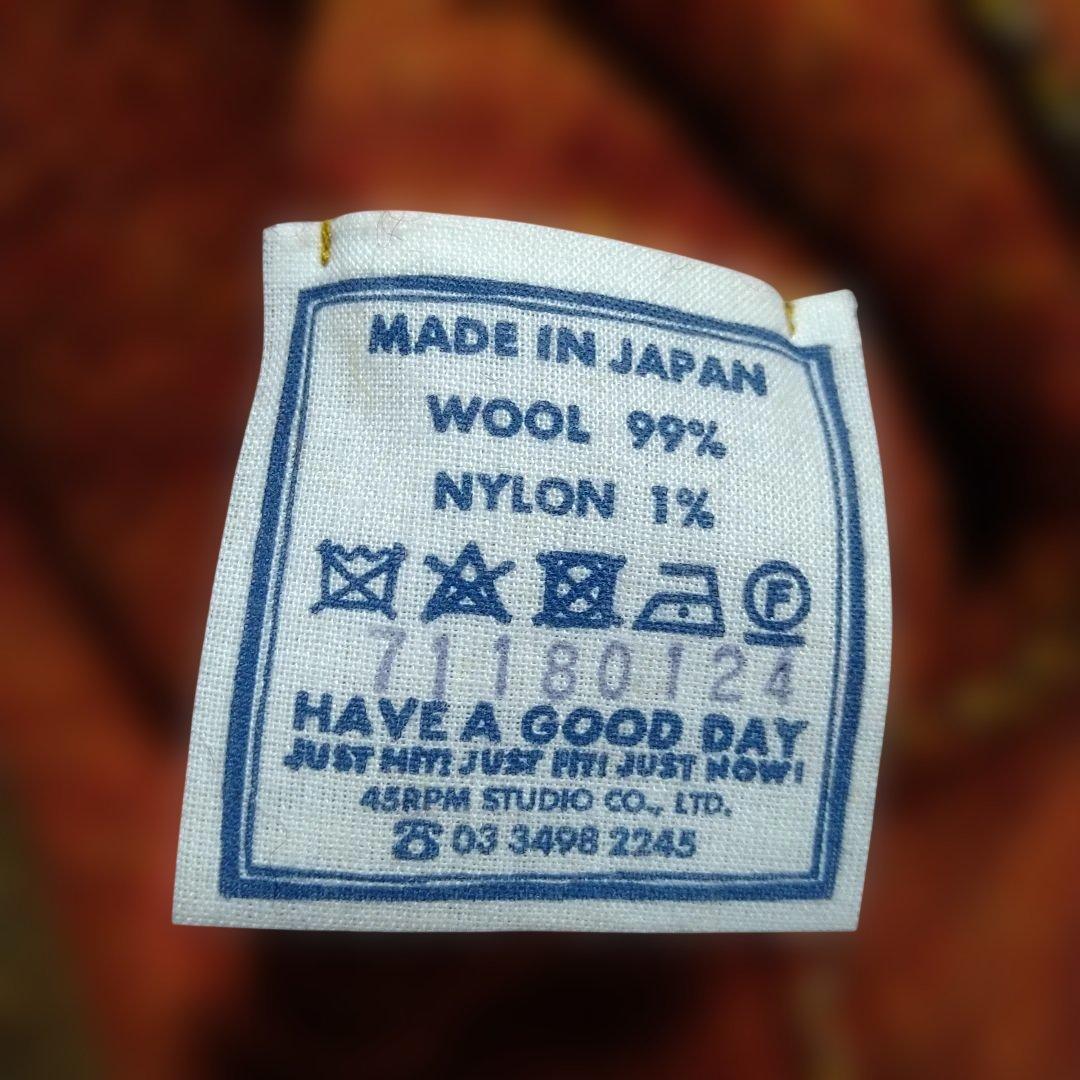 MADE IN JAPAN
WOOL 99%
NYLON 1%
F
71180124
HAVE A GOOD DAY
JUST HIT! JUST FIT! JUST NOW!
45RPM STUDIO CO., LTD.
☎ 03 3498 2245